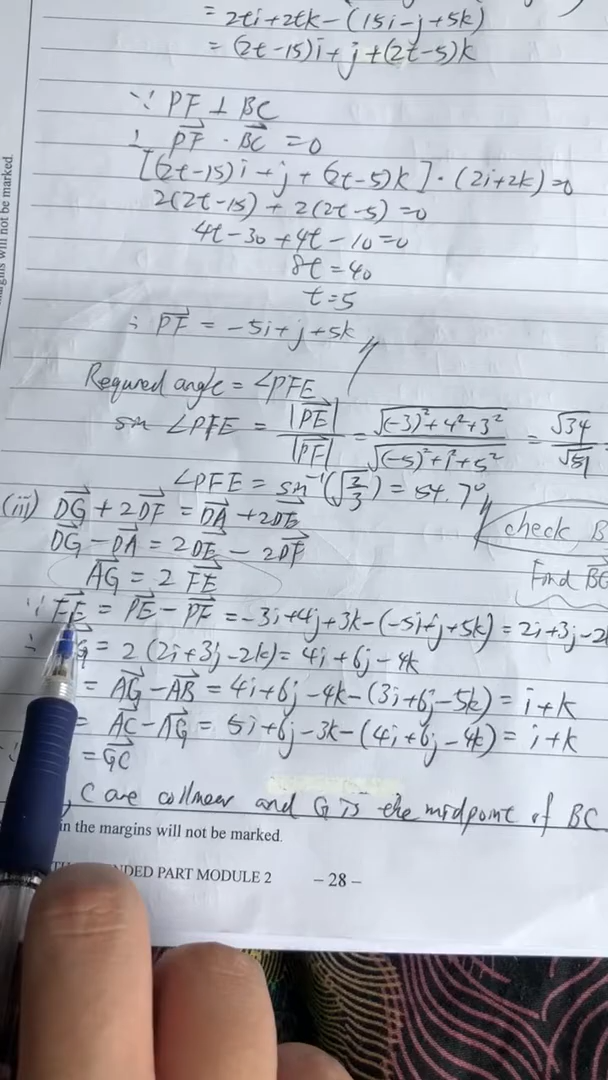 = 2ti+2tk-(15i-j+5k)
= (2t-15)i+j+(2t-5)k
∵ PF ⊥ BC
∴ PF · BC = 0
[(2t-15)i+j+(2t-5)k]·(2i+2k)=0
2(2t-15)+2(2t-5)=0
4t-30+4t-10=0
8t=40
t=5
∴ PF = -5i+j+5k
Required angle = ∠PFE
sin ∠PFE = |PE| / |PF| = √((-3)²+4²+3²) / √((-5)²+1²+5²) = √34 / √51
∠PFE = sin⁻¹(√(2/3)) = 54.7°
check
(iii) DG + 2DF = DA + 2DE
DG - DA = 2DE - 2DF
Find
AG = 2 FE
∵ FE = PE - PF = -3i+4j+3k-(-5i+j+5k) = 2i+3j-2k
∴ G = 2(2i+3j-2k) = 4i+6j-4k
= AG - AB = 4i+6j-4k-(3i+6j-5k) = i+k
= AC - AG = 5i+6j-3k-(4i+6j-4k) = i+k
= GC
, C are collinear and G is the midpoint of BC
in the margins will not be marked.
NDED PART MODULE 2 – 28 –
margins will not be marked.